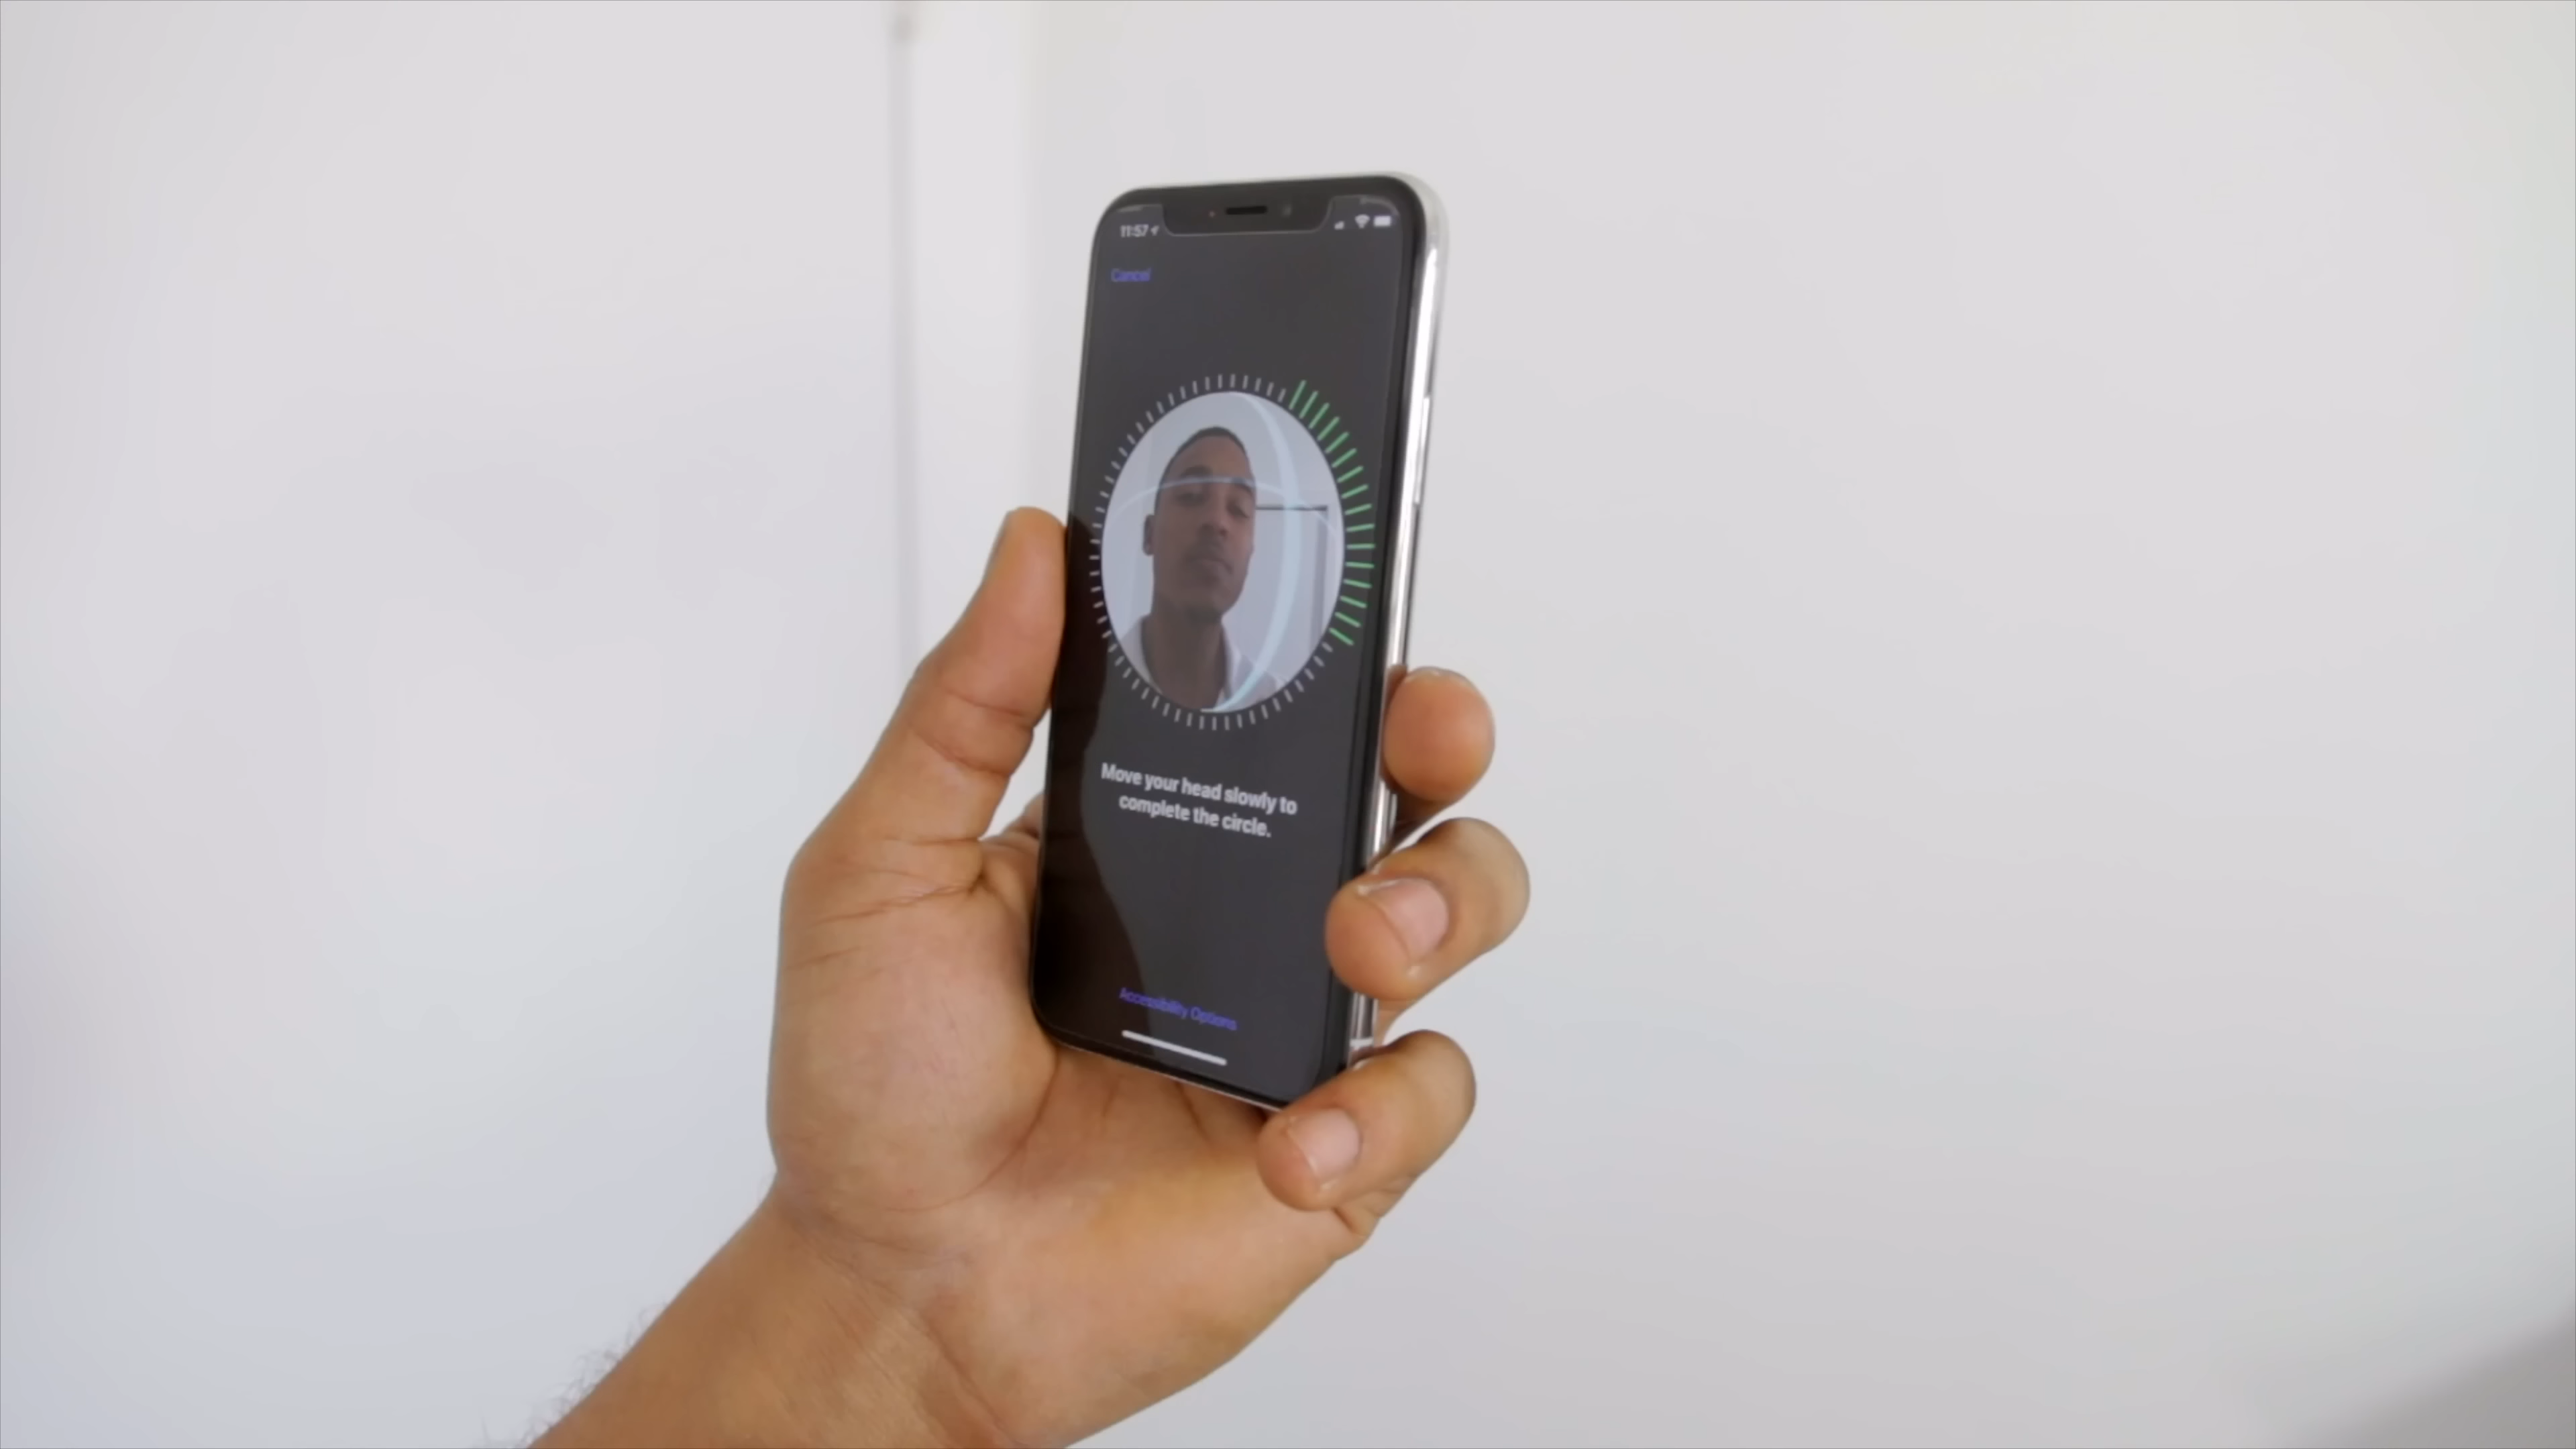 11:57
Cancel
Move your head slowly to
complete the circle.
Accessibility Options